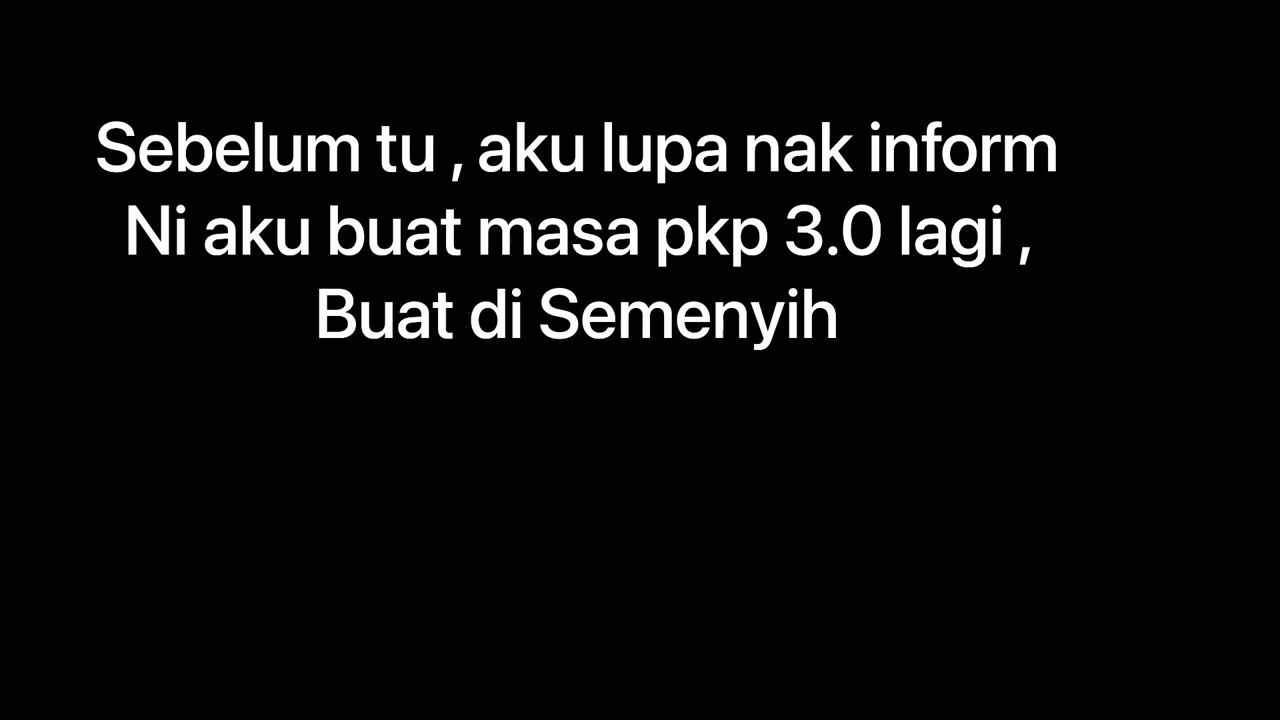 Sebelum tu , aku lupa nak inform
Ni aku buat masa pkp 3.0 lagi ,
Buat di Semenyih